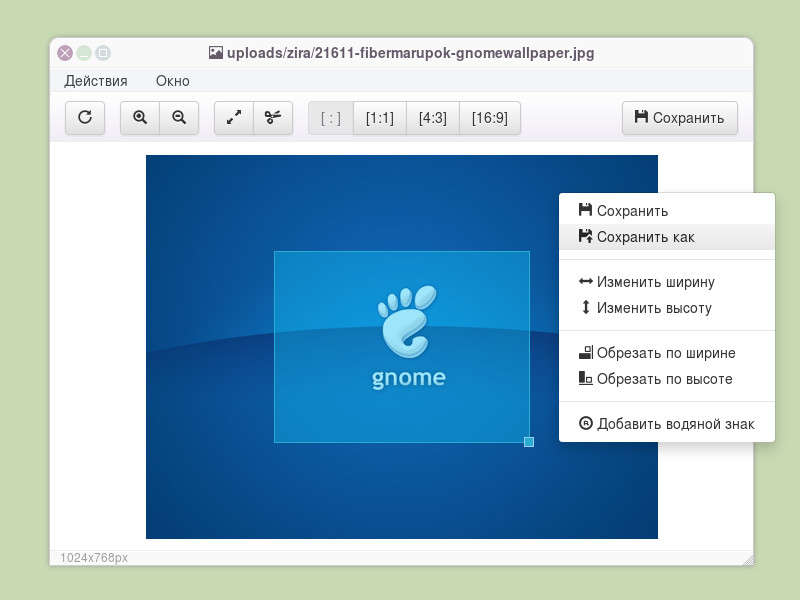 uploads/zira/21611-fibermarupok-gnomewallpaper.jpg
Действия Окно
[ : ] [1:1] [4:3] [16:9] Сохранить
Сохранить
Сохранить как
Изменить ширину
Изменить высоту
Обрезать по ширине
Обрезать по высоте
Добавить водяной знак
gnome
1024x768px